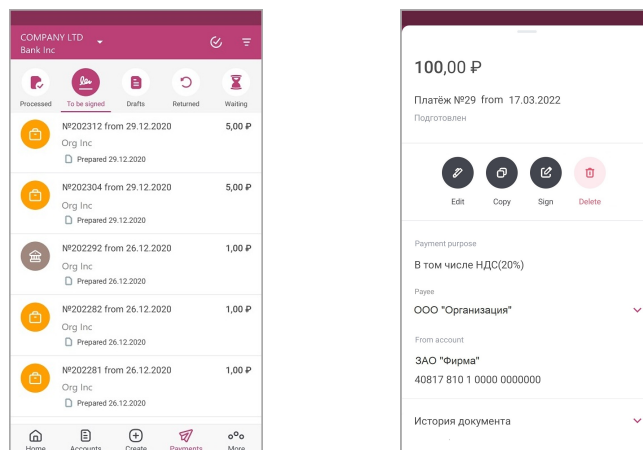 COMPANY LTD
Bank Inc
Processed To be signed Drafts Returned Waiting
№202312 from 29.12.2020 5,00 ₽
Org Inc
Prepared 29.12.2020
№202304 from 29.12.2020 5,00 ₽
Org Inc
Prepared 29.12.2020
№202292 from 26.12.2020 1,00 ₽
Org Inc
Prepared 26.12.2020
№202282 from 26.12.2020 1,00 ₽
Org Inc
Prepared 26.12.2020
№202281 from 26.12.2020 1,00 ₽
Org Inc
Prepared 26.12.2020
Home Accounts Create Payments More
100,00 ₽
Платёж №29 from 17.03.2022
Подготовлен
Edit Copy Sign Delete
Payment purpose
В том числе НДС(20%)
Payee
ООО "Организация"
From account
ЗАО "Фирма"
40817 810 1 0000 0000000
История документа